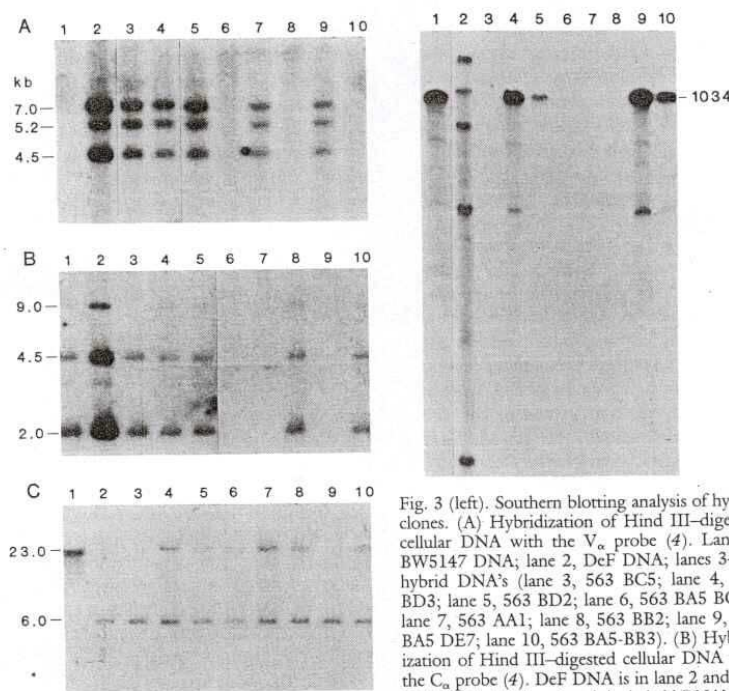 A
1 2 3 4 5 6 7 8 9 10
kb
7.0
5.2
4.5
B
1 2 3 4 5 6 7 8 9 10
9.0
4.5
2.0
C
1 2 3 4 5 6 7 8 9 10
23.0
6.0
1 2 3 4 5 6 7 8 9 10
1034
Fig. 3 (left). Southern blotting analysis of hy
clones. (A) Hybridization of Hind III–dige
cellular DNA with the Vα probe (4). Lan
BW5147 DNA; lane 2, DeF DNA; lanes 3-
hybrid DNA's (lane 3, 563 BC5; lane 4,
BD3; lane 5, 563 BD2; lane 6, 563 BA5 BC
lane 7, 563 AA1; lane 8, 563 BB2; lane 9,
BA5 DE7; lane 10, 563 BA5-BB3). (B) Hyb
ization of Hind III–digested cellular DNA
the Cα probe (4). DeF DNA is in lane 2 and